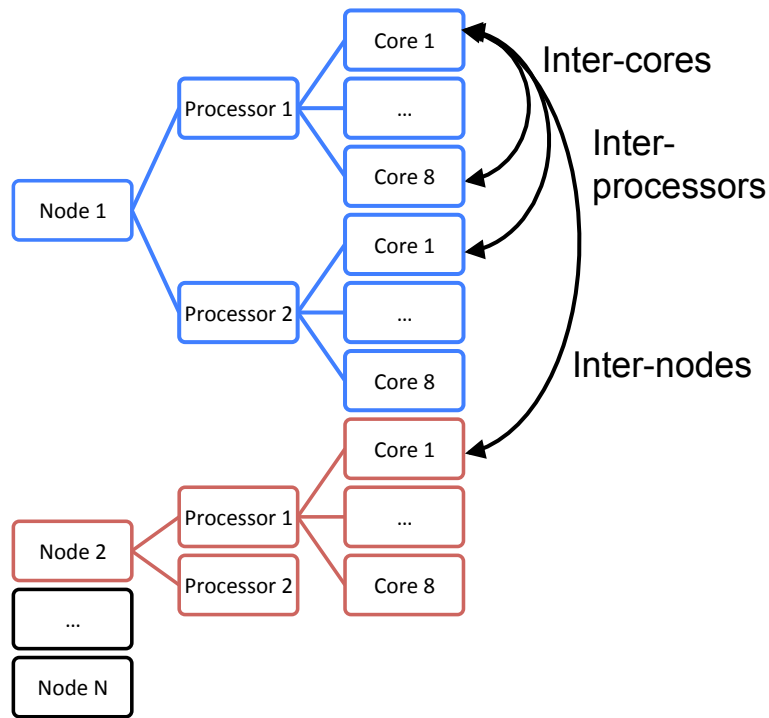 Core 1
Inter-cores
Processor 1
...
Inter-
processors
Core 8
Node 1
Core 1
Processor 2
...
Inter-nodes
Core 8
Core 1
Processor 1
...
Node 2
Processor 2
Core 8
...
Node N